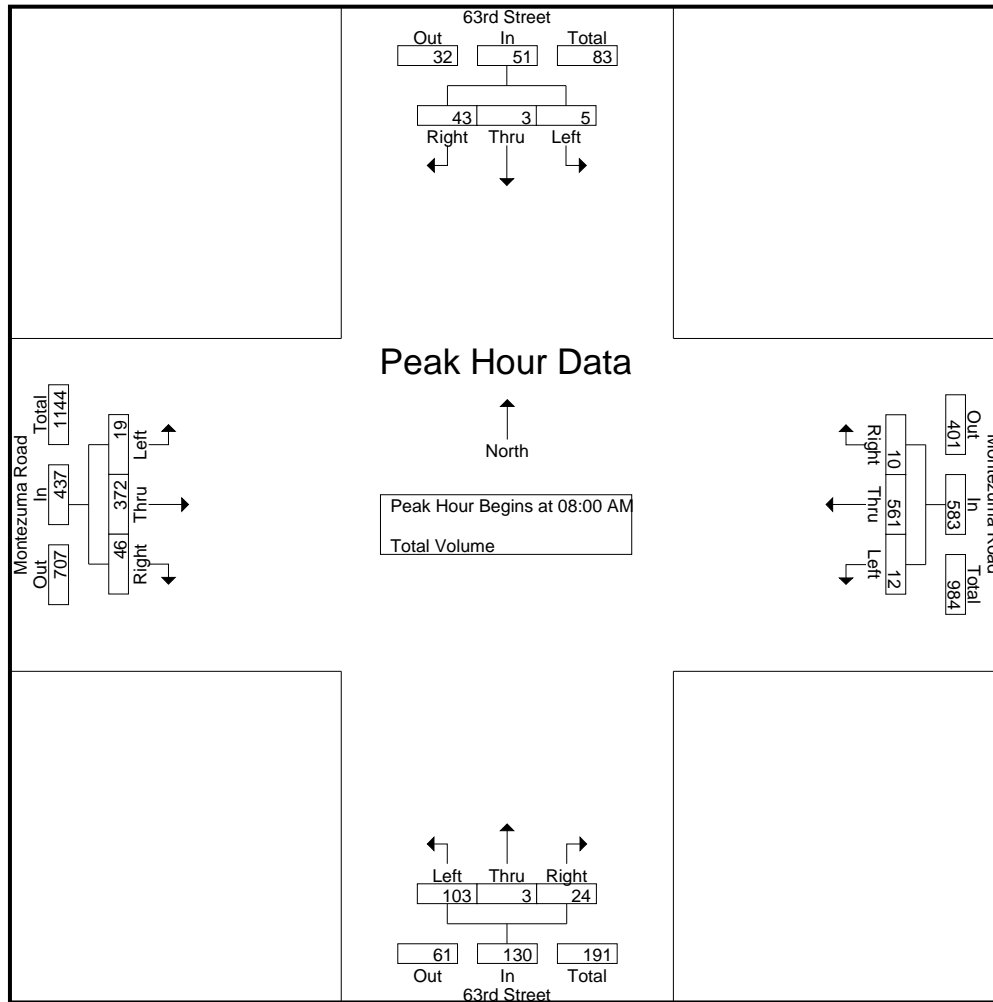 63rd Street
Out In Total
32 51 83
43 3 5
Right Thru Left
Peak Hour Data
North
Peak Hour Begins at 08:00 AM
Total Volume
Montezuma Road
Total In Out
1144 437 707
19 372 46
Left Thru Right
Right Thru Left
10 561 12
401 583 984
Out In Total
Montezuma Road
Left Thru Right
103 3 24
61 130 191
Out In Total
63rd Street